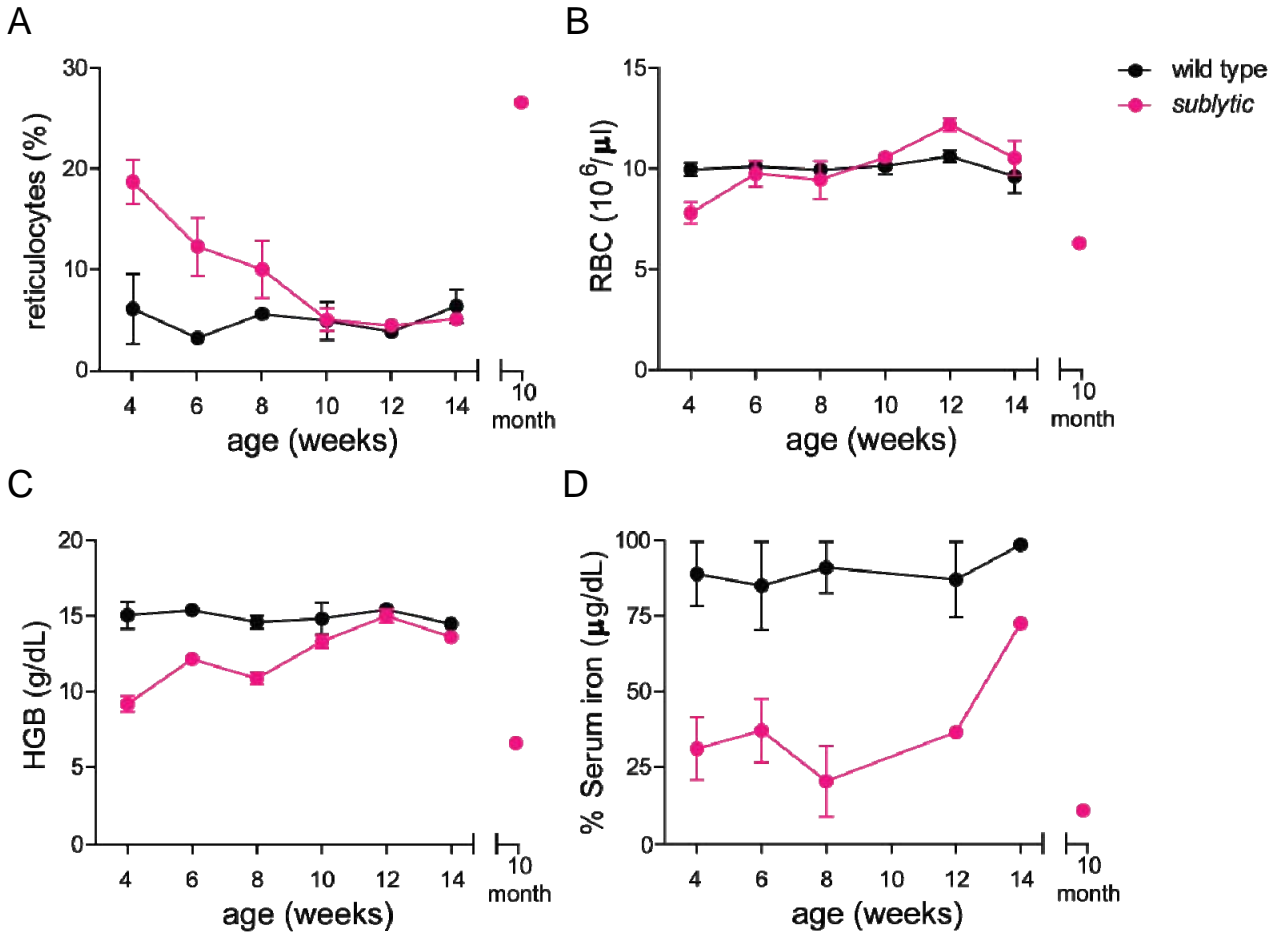 A
B
30
20
10
0
reticulocytes (%)
4 6 8 10 12 14
10
month
age (weeks)
15
10
5
0
RBC (10⁶/μl)
4 6 8 10 12 14
10
month
age (weeks)
wild type
sublytic
C
D
20
15
10
5
0
HGB (g/dL)
4 6 8 10 12 14
10
month
age (weeks)
100
75
50
25
0
% Serum iron (μg/dL)
4 6 8 10 12 14
10
month
age (weeks)